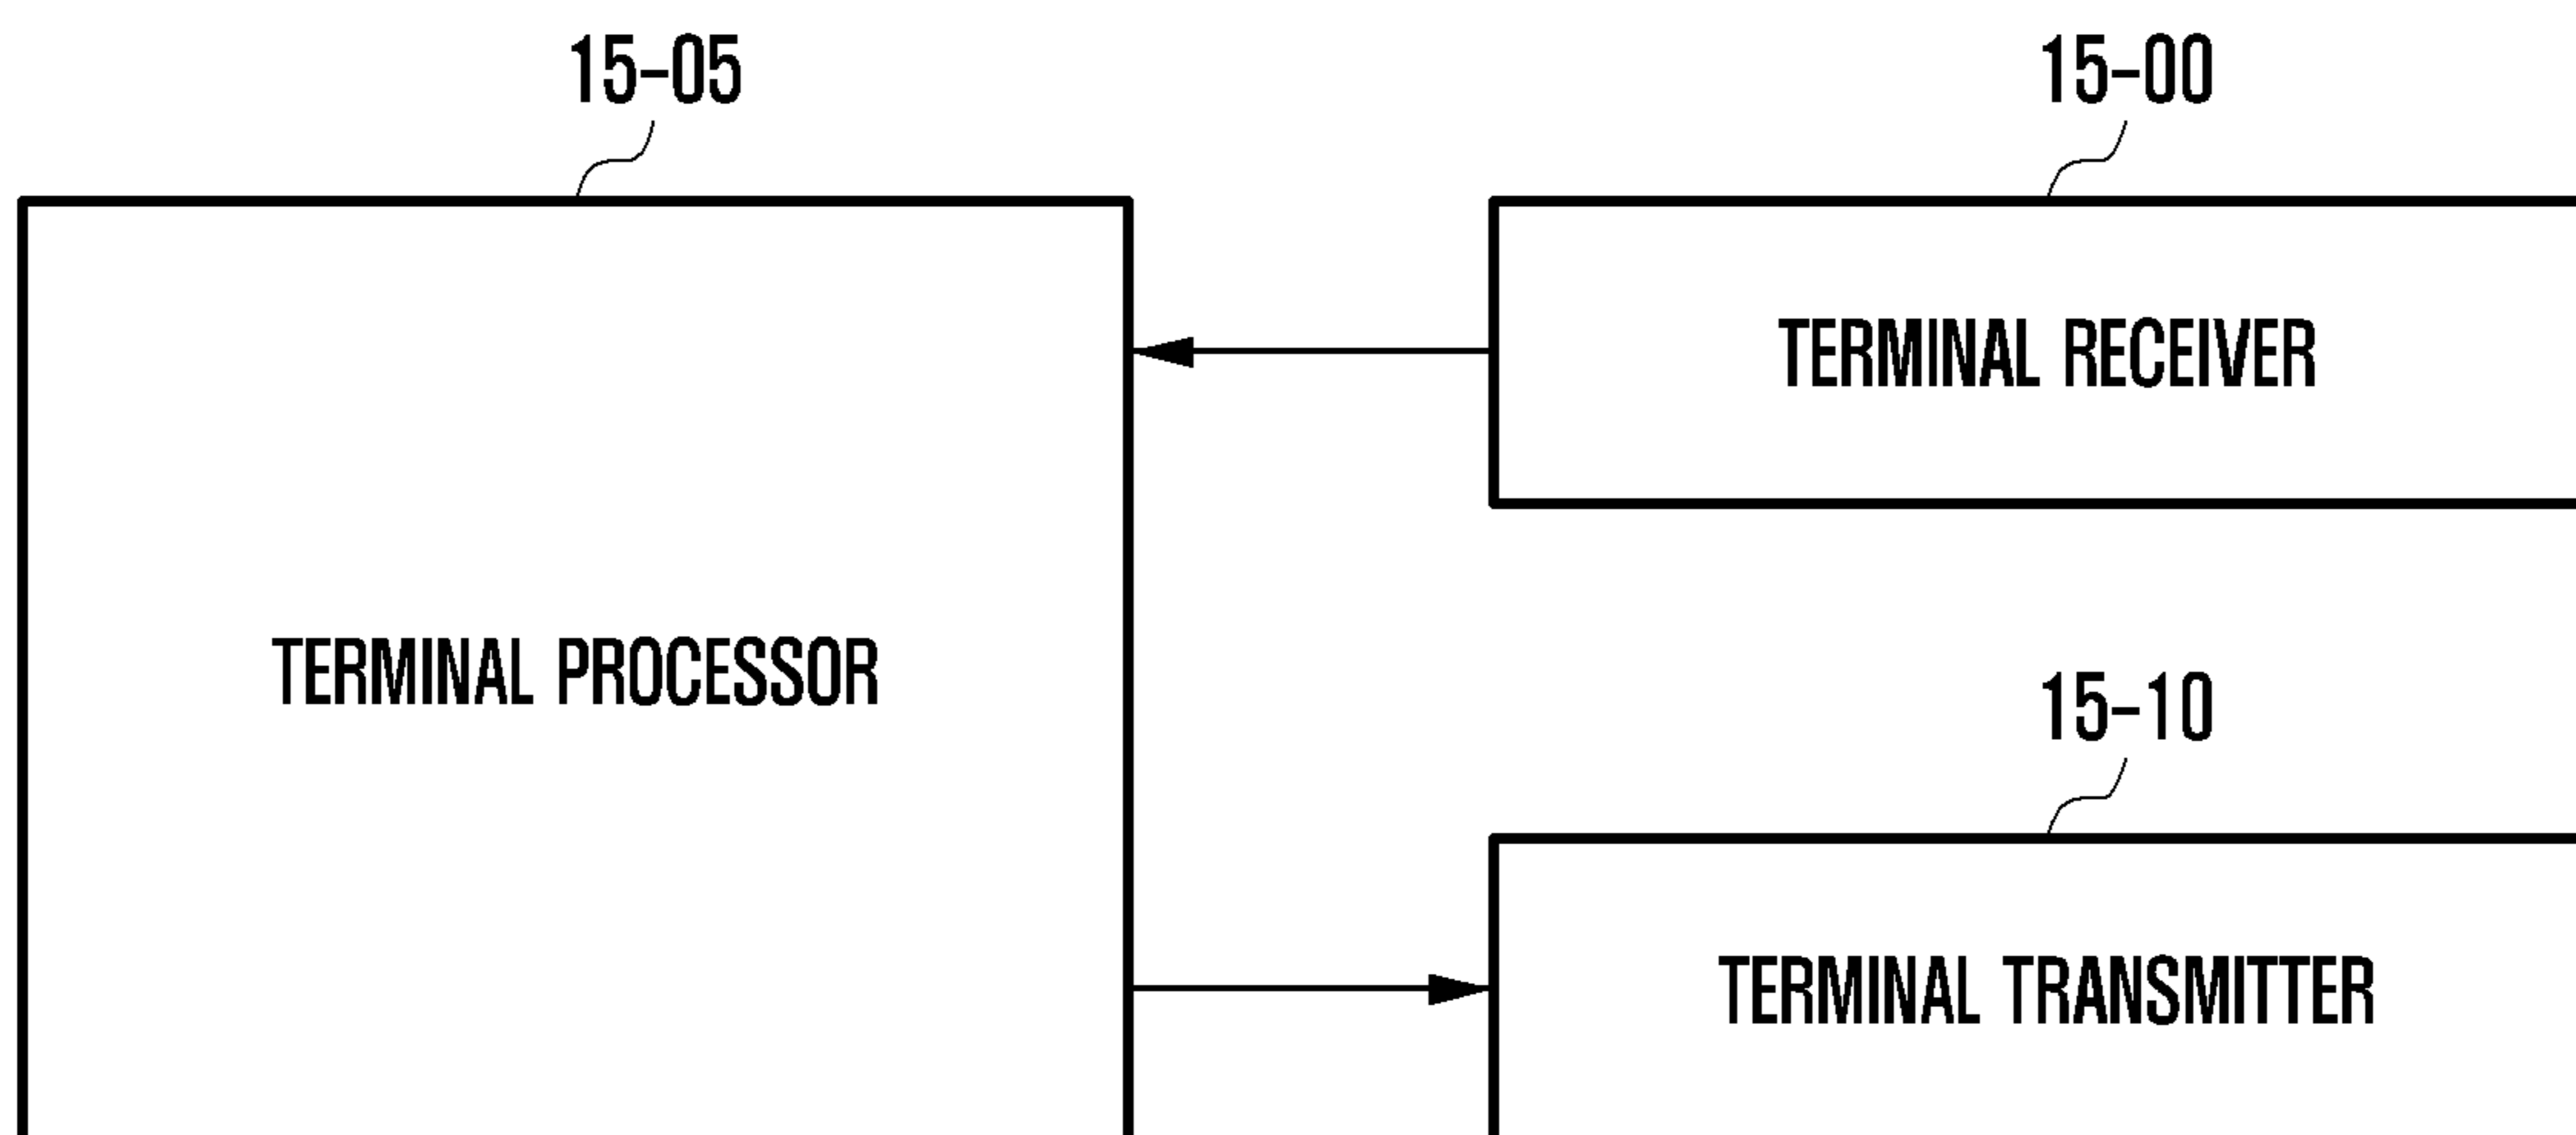 15-05
15-00
TERMINAL RECEIVER
TERMINAL PROCESSOR
15-10
TERMINAL TRANSMITTER